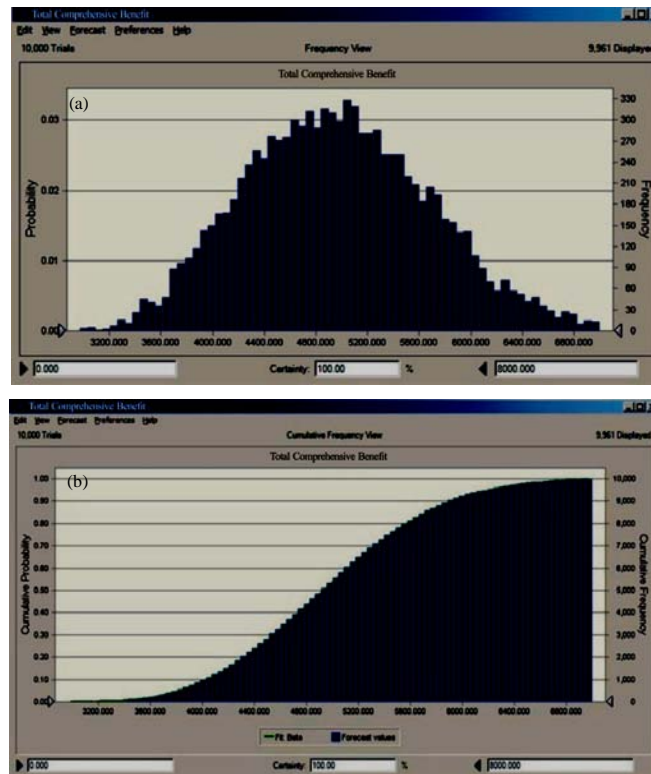 Total Comprehensive Benefit
Edit View Forecast Preferences Help
10,000 Trials Frequency View 9,961 Displayed
Total Comprehensive Benefit
(a)
0.03
0.02
0.01
0.00
Probability
330
300
270
240
210
180
150
120
90
60
30
0
Frequency
3200.000 3600.000 4000.000 4400.000 4800.000 5200.000 5600.000 6000.000 6400.000 6800.000
0.000 Certainty: 100.00 % 8000.000
Total Comprehensive Benefit
Edit View Forecast Preferences Help
10,000 Trials Cumulative Frequency View 9,961 Displayed
Total Comprehensive Benefit
(b)
1.00
0.90
0.80
0.70
0.60
0.50
0.40
0.30
0.20
0.10
0.00
Cumulative Probability
10,000
9,000
8,000
7,000
6,000
5,000
4,000
3,000
2,000
1,000
0
Cumulative Frequency
3200.000 3600.000 4000.000 4400.000 4800.000 5200.000 5600.000 6000.000 6400.000 6800.000
Fit: Beta Forecast values
0.000 Certainty: 100.00 % 8000.000